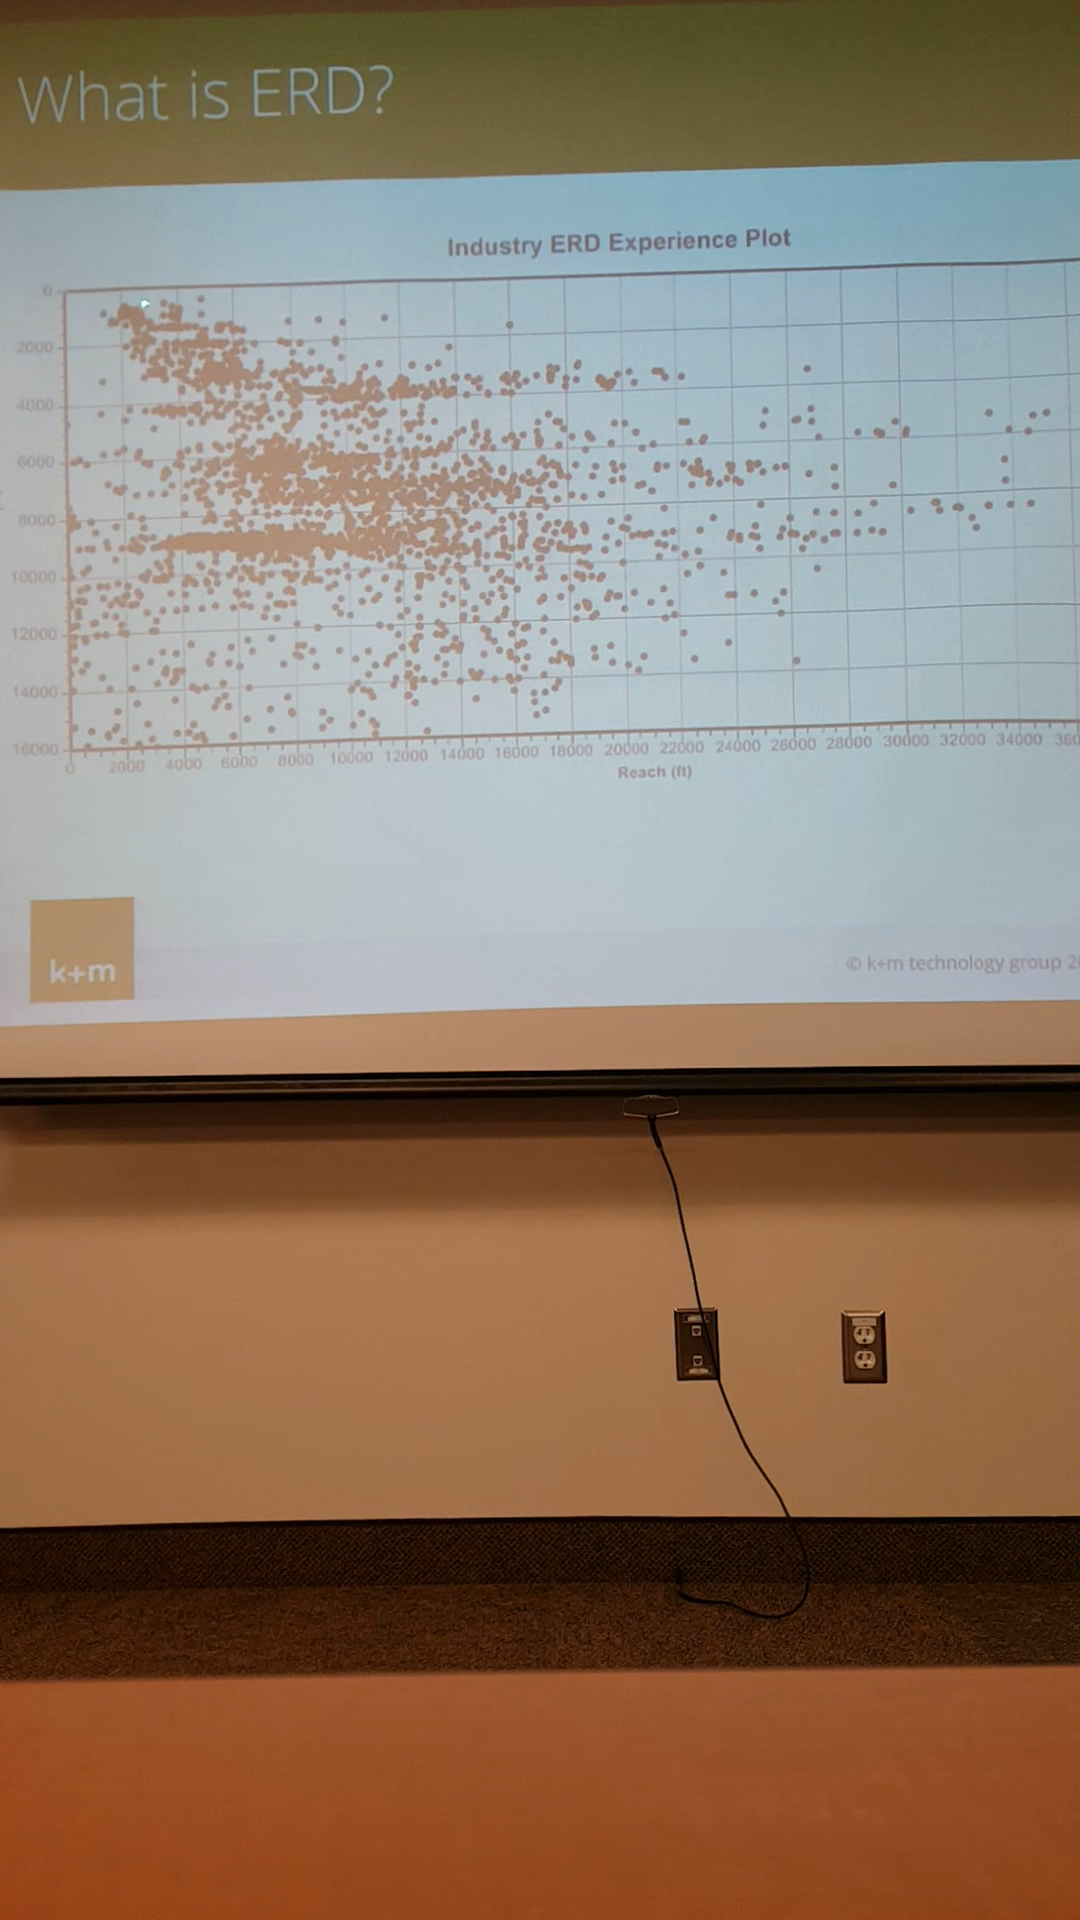 What is ERD?
Industry ERD Experience Plot
0
2000
4000
6000
8000
10000
12000
14000
16000
0 2000 4000 6000 8000 10000 12000 14000 16000 18000 20000 22000 24000 26000 28000 30000 32000 34000
Reach (ft)
k+m
© k+m technology group